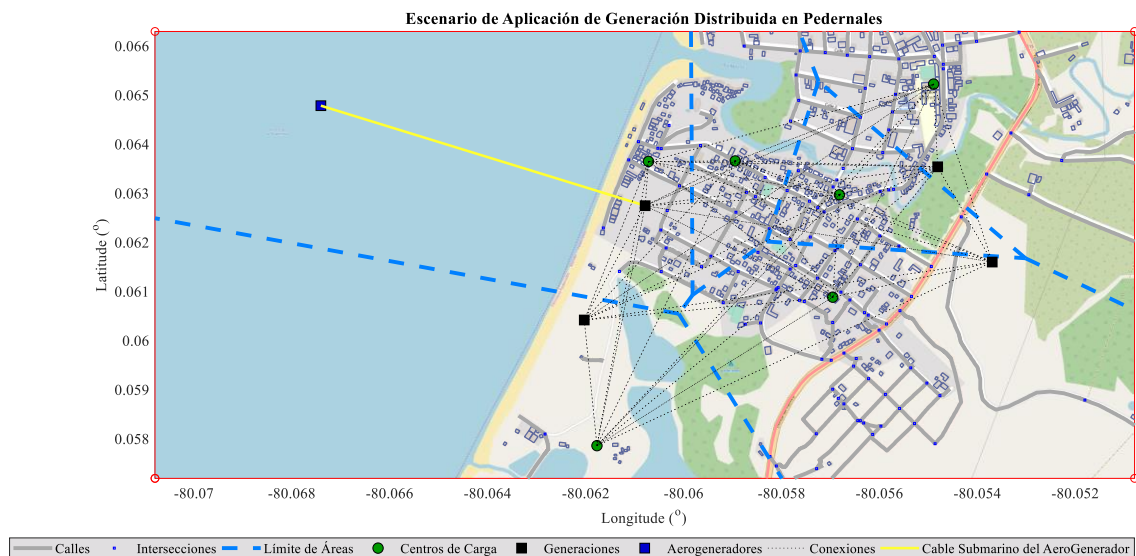 Escenario de Aplicación de Generación Distribuida en Pedernales
0.066
0.065
0.064
0.063
0.062
0.061
0.06
0.059
0.058
Latitude (°)
-80.07 -80.068 -80.066 -80.064 -80.062 -80.06 -80.058 -80.056 -80.054 -80.052
Longitude (°)
Calles Intersecciones Límite de Áreas Centros de Carga Generaciones Aerogeneradores Conexiones Cable Submarino del AeroGenerador